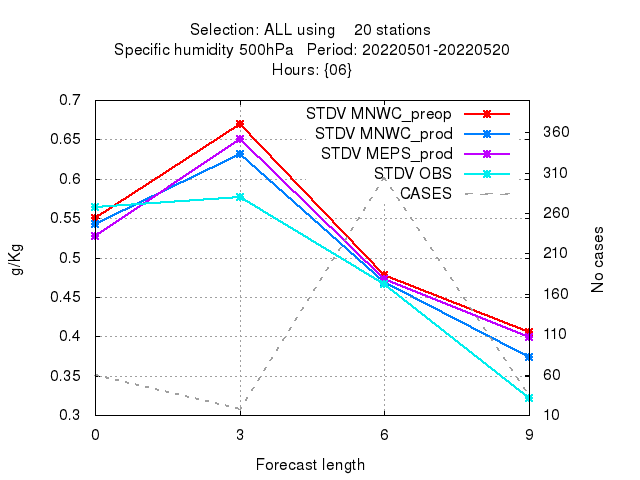 Selection: ALL using 20 stations
Specific humidity 500hPa Period: 20220501-20220520
Hours: {06}
STDV MNWC_preop
STDV MNWC_prod
STDV MEPS_prod
STDV OBS
CASES
g/Kg
0.7
0.65
0.6
0.55
0.5
0.45
0.4
0.35
0.3
360
310
260
210
160
110
60
10
No cases
0 3 6 9
Forecast length